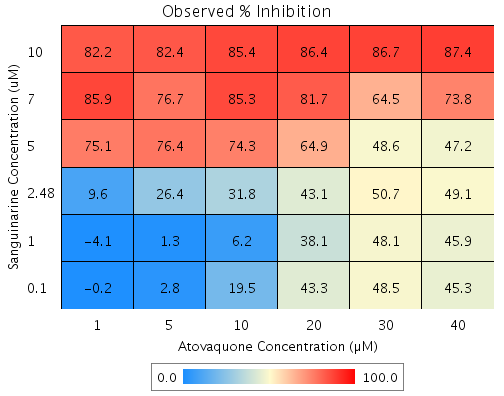 Observed % Inhibition
Sanguinarine Concentration (uM)
10 82.2 82.4 85.4 86.4 86.7 87.4
7 85.9 76.7 85.3 81.7 64.5 73.8
5 75.1 76.4 74.3 64.9 48.6 47.2
2.48 9.6 26.4 31.8 43.1 50.7 49.1
1 −4.1 1.3 6.2 38.1 48.1 45.9
0.1 −0.2 2.8 19.5 43.3 48.5 45.3
1 5 10 20 30 40
Atovaquone Concentration (µM)
0.0 100.0